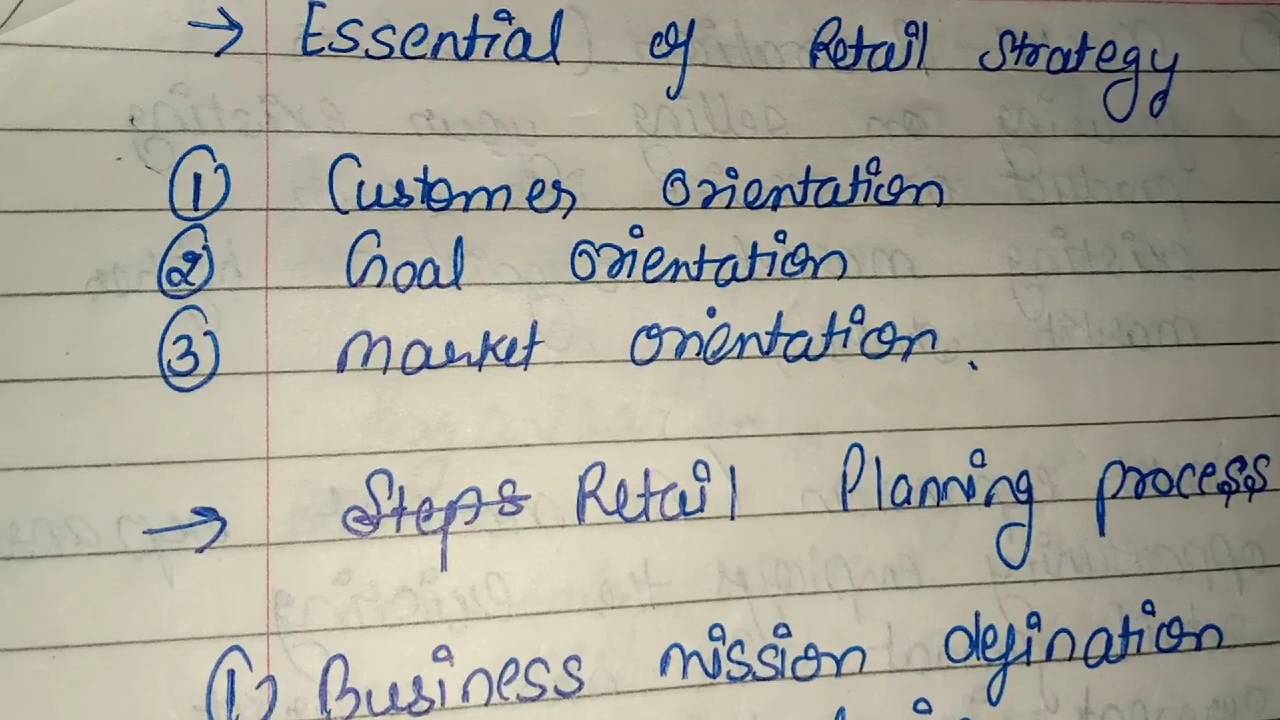 → Essential of Retail Strategy
① Customer orientation
② Goal orientation
③ Market orientation.
→ Steps Retail Planning process
① Business mission defination